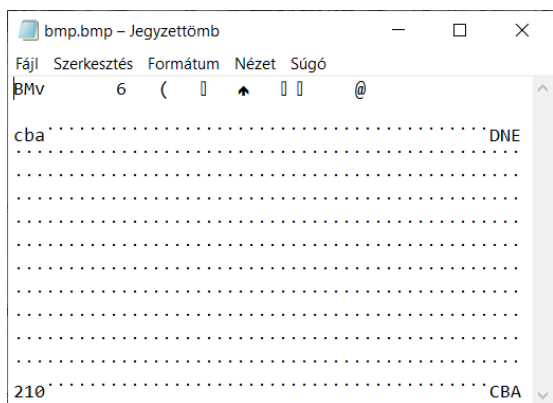 bmp.bmp – Jegyzettömb
Fájl Szerkesztés Formátum Nézet Súgó
BMv 6 ( ▯ ♠ ▯ ▯ @
cba˙˙˙˙˙˙˙˙˙˙˙˙˙˙˙˙˙˙˙˙˙˙˙˙˙˙˙˙˙˙˙˙˙˙˙˙˙˙˙˙˙˙DNE
˙˙˙˙˙˙˙˙˙˙˙˙˙˙˙˙˙˙˙˙˙˙˙˙˙˙˙˙˙˙˙˙˙˙˙˙˙˙˙˙˙˙˙˙˙˙˙˙
˙˙˙˙˙˙˙˙˙˙˙˙˙˙˙˙˙˙˙˙˙˙˙˙˙˙˙˙˙˙˙˙˙˙˙˙˙˙˙˙˙˙˙˙˙˙˙˙
˙˙˙˙˙˙˙˙˙˙˙˙˙˙˙˙˙˙˙˙˙˙˙˙˙˙˙˙˙˙˙˙˙˙˙˙˙˙˙˙˙˙˙˙˙˙˙˙
˙˙˙˙˙˙˙˙˙˙˙˙˙˙˙˙˙˙˙˙˙˙˙˙˙˙˙˙˙˙˙˙˙˙˙˙˙˙˙˙˙˙˙˙˙˙˙˙
˙˙˙˙˙˙˙˙˙˙˙˙˙˙˙˙˙˙˙˙˙˙˙˙˙˙˙˙˙˙˙˙˙˙˙˙˙˙˙˙˙˙˙˙˙˙˙˙
˙˙˙˙˙˙˙˙˙˙˙˙˙˙˙˙˙˙˙˙˙˙˙˙˙˙˙˙˙˙˙˙˙˙˙˙˙˙˙˙˙˙˙˙˙˙˙˙
˙˙˙˙˙˙˙˙˙˙˙˙˙˙˙˙˙˙˙˙˙˙˙˙˙˙˙˙˙˙˙˙˙˙˙˙˙˙˙˙˙˙˙˙˙˙˙˙
˙˙˙˙˙˙˙˙˙˙˙˙˙˙˙˙˙˙˙˙˙˙˙˙˙˙˙˙˙˙˙˙˙˙˙˙˙˙˙˙˙˙˙˙˙˙˙˙
˙˙˙˙˙˙˙˙˙˙˙˙˙˙˙˙˙˙˙˙˙˙˙˙˙˙˙˙˙˙˙˙˙˙˙˙˙˙˙˙˙˙˙˙˙˙˙˙
˙˙˙˙˙˙˙˙˙˙˙˙˙˙˙˙˙˙˙˙˙˙˙˙˙˙˙˙˙˙˙˙˙˙˙˙˙˙˙˙˙˙˙˙˙˙˙˙
210˙˙˙˙˙˙˙˙˙˙˙˙˙˙˙˙˙˙˙˙˙˙˙˙˙˙˙˙˙˙˙˙˙˙˙˙˙˙˙˙˙˙CBA